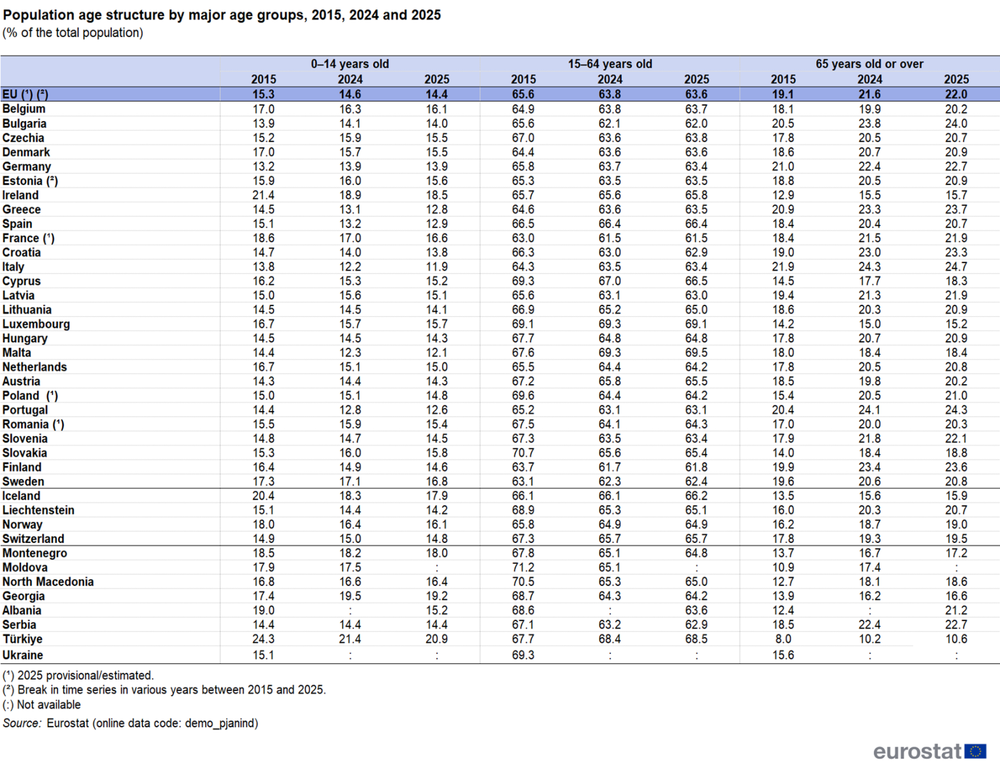 Population age structure by major age groups, 2015, 2024 and 2025
(% of the total population)
0–14 years old 15–64 years old 65 years old or over
2015 2024 2025 2015 2024 2025 2015 2024 2025
EU (¹) (²) 15.3 14.6 14.4 65.6 63.8 63.6 19.1 21.6 22.0
Belgium 17.0 16.3 16.1 64.9 63.8 63.7 18.1 19.9 20.2
Bulgaria 13.9 14.1 14.0 65.6 62.1 62.0 20.5 23.8 24.0
Czechia 15.2 15.9 15.5 67.0 63.6 63.8 17.8 20.5 20.7
Denmark 17.0 15.7 15.5 64.4 63.6 63.6 18.6 20.7 20.9
Germany 13.2 13.9 13.9 65.8 63.7 63.4 21.0 22.4 22.7
Estonia (²) 15.9 16.0 15.6 65.3 63.5 63.5 18.8 20.5 20.9
Ireland 21.4 18.9 18.5 65.7 65.6 65.8 12.9 15.5 15.7
Greece 14.5 13.1 12.8 64.6 63.6 63.5 20.9 23.3 23.7
Spain 15.1 13.2 12.9 66.5 66.4 66.4 18.4 20.4 20.7
France (¹) 18.6 17.0 16.6 63.0 61.5 61.5 18.4 21.5 21.9
Croatia 14.7 14.0 13.8 66.3 63.0 62.9 19.0 23.0 23.3
Italy 13.8 12.2 11.9 64.3 63.5 63.4 21.9 24.3 24.7
Cyprus 16.2 15.3 15.2 69.3 67.0 66.5 14.5 17.7 18.3
Latvia 15.0 15.6 15.1 65.6 63.1 63.0 19.4 21.3 21.9
Lithuania 14.5 14.5 14.1 66.9 65.2 65.0 18.6 20.3 20.9
Luxembourg 16.7 15.7 15.7 69.1 69.3 69.1 14.2 15.0 15.2
Hungary 14.5 14.5 14.3 67.7 64.8 64.8 17.8 20.7 20.9
Malta 14.4 12.3 12.1 67.6 69.3 69.5 18.0 18.4 18.4
Netherlands 16.7 15.1 15.0 65.5 64.4 64.2 17.8 20.5 20.8
Austria 14.3 14.4 14.3 67.2 65.8 65.5 18.5 19.8 20.2
Poland (¹) 15.0 15.1 14.8 69.6 64.4 64.2 15.4 20.5 21.0
Portugal 14.4 12.8 12.6 65.2 63.1 63.1 20.4 24.1 24.3
Romania (¹) 15.5 15.9 15.4 67.5 64.1 64.3 17.0 20.0 20.3
Slovenia 14.8 14.7 14.5 67.3 63.5 63.4 17.9 21.8 22.1
Slovakia 15.3 16.0 15.8 70.7 65.6 65.4 14.0 18.4 18.8
Finland 16.4 14.9 14.6 63.7 61.7 61.8 19.9 23.4 23.6
Sweden 17.3 17.1 16.8 63.1 62.3 62.4 19.6 20.6 20.8
Iceland 20.4 18.3 17.9 66.1 66.1 66.2 13.5 15.6 15.9
Liechtenstein 15.1 14.4 14.2 68.9 65.3 65.1 16.0 20.3 20.7
Norway 18.0 16.4 16.1 65.8 64.9 64.9 16.2 18.7 19.0
Switzerland 14.9 15.0 14.8 67.3 65.7 65.7 17.8 19.3 19.5
Montenegro 18.5 18.2 18.0 67.8 65.1 64.8 13.7 16.7 17.2
Moldova 17.9 17.5 : 71.2 65.1 : 10.9 17.4 :
North Macedonia 16.8 16.6 16.4 70.5 65.3 65.0 12.7 18.1 18.6
Georgia 17.4 19.5 19.2 68.7 64.3 64.2 13.9 16.2 16.6
Albania 19.0 : 15.2 68.6 : 63.6 12.4 : 21.2
Serbia 14.4 14.4 14.4 67.1 63.2 62.9 18.5 22.4 22.7
Türkiye 24.3 21.4 20.9 67.7 68.4 68.5 8.0 10.2 10.6
Ukraine 15.1 : : 69.3 : : 15.6 : :
(¹) 2025 provisional/estimated.
(²) Break in time series in various years between 2015 and 2025.
(:) Not available
Source: Eurostat (online data code: demo_pjanind)
eurostat